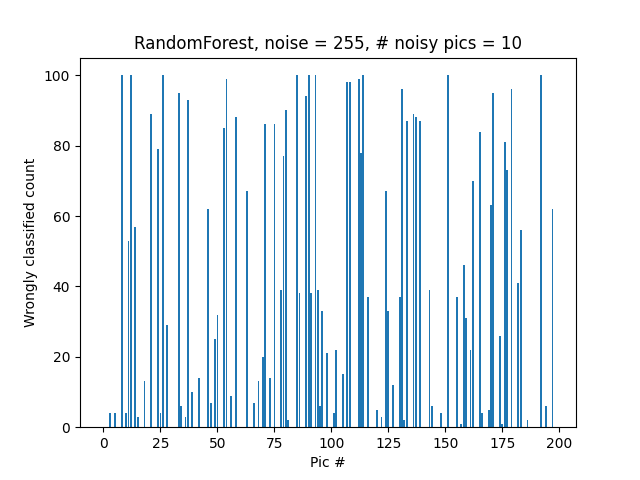 RandomForest, noise = 255, # noisy pics = 10
100
80
60
40
20
0
Wrongly classified count
0 25 50 75 100 125 150 175 200
Pic #